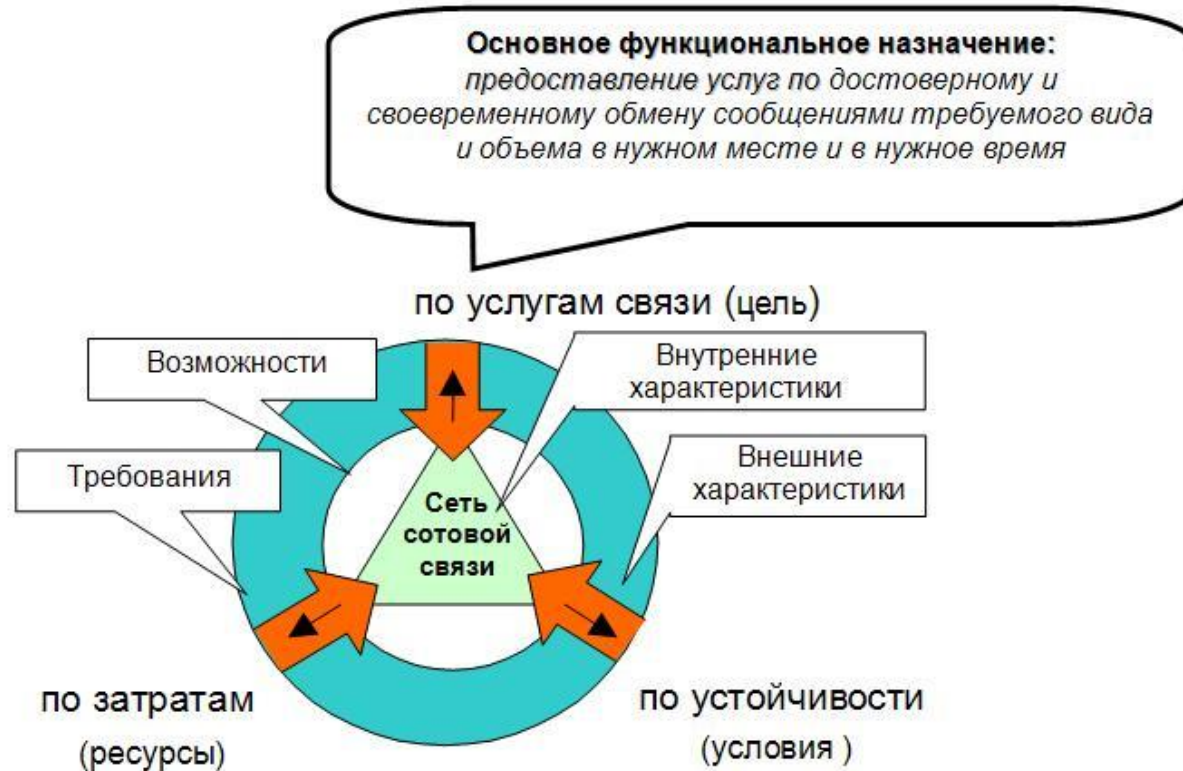 Основное функциональное назначение:
предоставление услуг по достоверному и
своевременному обмену сообщениями требуемого вида
и объема в нужном месте и в нужное время
по услугам связи (цель)
Возможности
Внутренние
характеристики
Требования
Внешние
характеристики
Сеть
сотовой
связи
по затратам
(ресурсы)
по устойчивости
(условия )